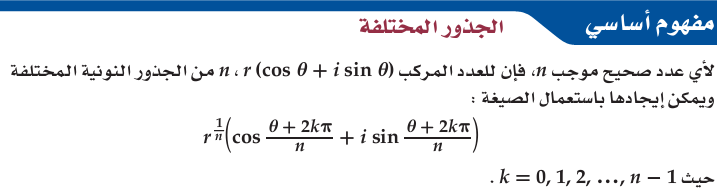 مفهوم أساسي
الجذور المختلفة
لأي عدد صحيح موجب n، فإن للعدد المركب r (cos θ + i sin θ) ، n من الجذور النونية المختلفة
ويمكن إيجادها باستعمال الصيغة :
r^{1/n}(cos (θ + 2kπ)/n + i sin (θ + 2kπ)/n)
حيث k = 0, 1, 2, …, n − 1 .